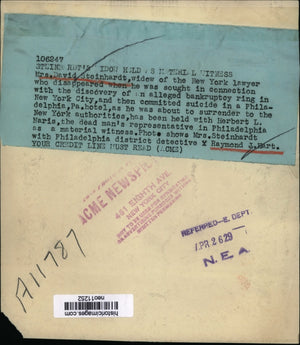 106247
STEINHARDT'S WIDOW HELD AS MATERIAL WITNESS
Mrs. David Steinhardt, widow of the New York lawyer
who disappeared when he was sought in connection
with the discovery of an alleged bankruptcy ring in
New York City, and then committed suicide in a Phila-
delphia, Pa. hotel, as he was about to surrender to the
New York authorities, has been held with Herbert L.
Maris, the dead man's representative in Philadelphia
as a material witness. Photo shows Mrs. Steinhardt
with Philadelphia district detective X Raymond J. Hart.
YOUR CREDIT LINE MUST READ (ACME)
ACME NEWSP
461 EIGHTH AVE
NEW YORK CITY
REFERRED-E. DEPT.
APR 26 29
N.E.A.
A11787
historicimages.com
neo11252